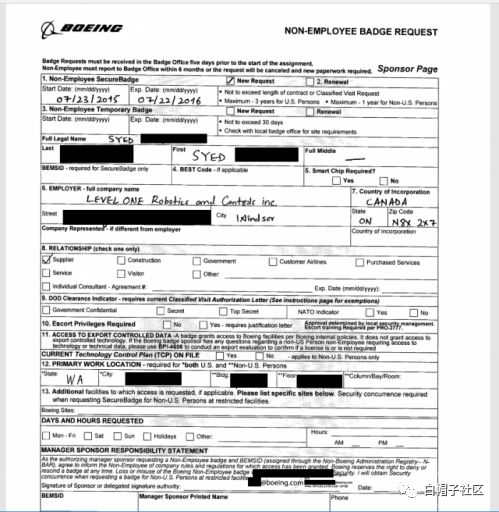 BOEING
NON-EMPLOYEE BADGE REQUEST
Badge Requests must be received in the Badge Office five days prior to the start of the assignment.
Non-Employee must report to Badge Office within 6 months or the request will be canceled and new paperwork required.
Sponsor Page
1. Non-Employee SecureBadge
New Request
2. Renewal
Start Date: (mm/dd/yyyy) Exp. Date: (mm/dd/yyyy)
07/23/2015 07/22/2016
• Not to exceed length of contract or Classified Visit Request
• Maximum - 3 years for U.S. Persons • Maximum - 1 year for Non-U.S. Persons
3. Non-Employee Temporary Badge
New Request
Renewal
Start Date: (mm/dd/yyyy) Exp. Date: (mm/dd/yyyy)
• Not to exceed 30 days
• Check with local badge office for site requirements
Full Legal Name SYED
Last First Full Middle
SYED
BEMSID - required for SecureBadge only
4. BEST Code - if applicable
5. Smart Chip Required?
Yes No
6. EMPLOYER - full company name
LEVEL ONE Robotics and Controls inc.
7. Country of Incorporation
CANADA
Street City Windsor
State Zip Code
ON N8X 2X7
Company Represented - if different from employer
Country of Incorporation
8. RELATIONSHIP (check one only)
Supplier Construction Government Customer Airlines Purchased Services
Service Visitor Other:
Individual Consultant - Agreement #: Exp. Date (mm/dd/yyyy):
9. DOD Clearance Indicator - requires current Classified Visit Authorization Letter (See instructions page for exemptions)
Government Confidential Secret Top Secret NATO Indicator Yes No
10. Escort Privileges Required No Yes - requires justification letter
Approval determined by local security management.
Escort training Required per PRO-2777.
11. ACCESS TO EXPORT CONTROLLED DATA - A badge grants access to Boeing facilities per Boeing internal policies. It does not grant access to
export controlled technology. If the Boeing badge sponsor has any questions regarding a non-US Person non-employee requiring access to
technology or technical data, please use BPI-4606 to conduct an export evaluation to confirm if a license is or is not required
CURRENT Technology Control Plan (TCP) ON FILE Yes No - applies to Non-U.S. Persons only
12. PRIMARY WORK LOCATION - required for *both U.S. and **Non-U.S. Persons
*State: *City: **Bldg **Floor **Column/Bay/Room:
WA
13. Additional facilities to which access is requested, if applicable. Please list specific sites below. Security concurrence required
when requesting SecureBadge for Non-U.S. Persons at restricted facilities.
Boeing Sites:
DAYS AND HOURS REQUESTED
Mon - Fri Sat Sun Holidays Other:
Hours:
AM PM
MANAGER SPONSOR RESPONSIBILITY STATEMENT
As the authorizing manager sponsor requesting a Non-Employee badge and BEMSID (assigned through the Non-Boeing Administration Registry – N-
BAR), agree to inform the Non-Employee of company rules and regulations for which access has been granted. Boeing reserves the right to deny or
rescind a badge at any time. Loss or misuse of the Boeing Non-Employee badge will obtain Security
concurrence when requesting a badge for Non-U.S. Persons at restricted
@boeing.com
Signature of Sponsor or delegated signature authority: Date:
BEMSID Manager Sponsor Printed Name Phone
白帽子社区